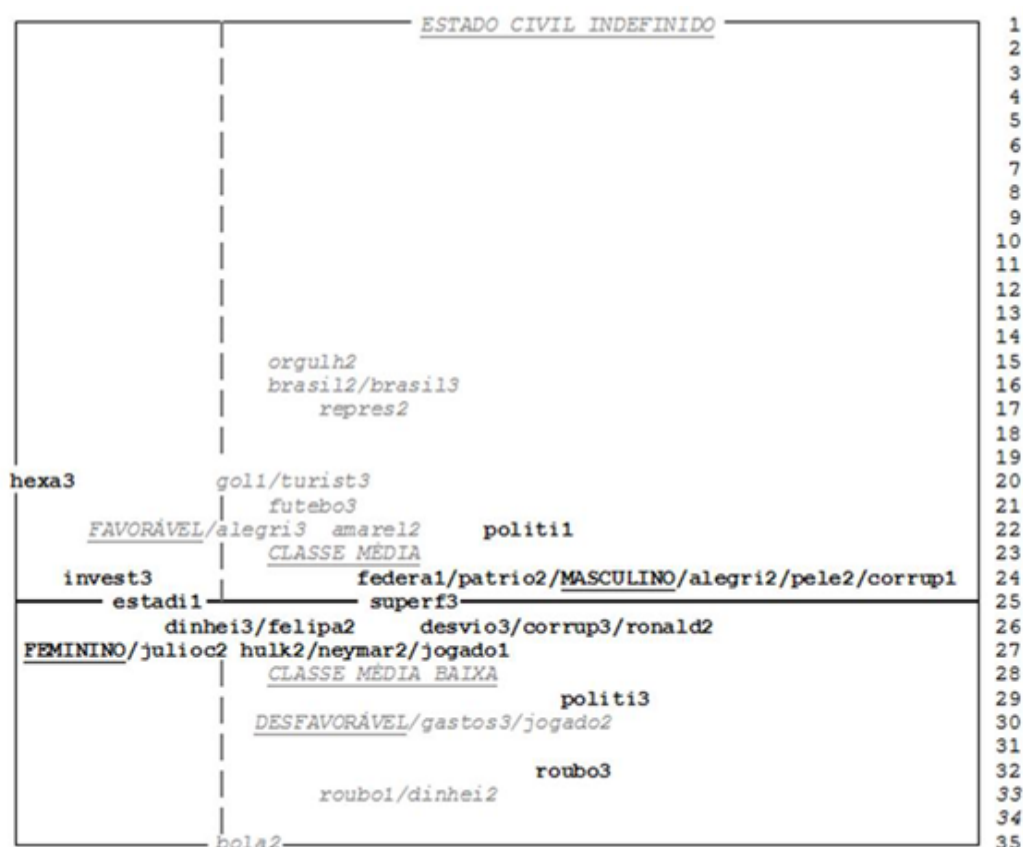 ESTADO CIVIL INDEFINIDO 1
2
3
4
5
6
7
8
9
10
11
12
13
14
orgulh2 15
brasil2/brasil3 16
repres2 17
18
19
hexa3 gol1/turist3 20
futebo3 21
FAVORÁVEL/alegri3 amarel2 politi1 22
CLASSE MÉDIA 23
invest3 federa1/patrio2/MASCULINO/alegri2/pele2/corrup1 24
estadi1 superf3 25
dinhei3/felipa2 desvio3/corrup3/ronald2 26
FEMININO/julioc2 hulk2/neymar2/jogado1 27
CLASSE MÉDIA BAIXA 28
politi3 29
DESFAVORÁVEL/gastos3/jogado2 30
31
roubo3 32
roubo1/dinhei2 33
34
bola2 35